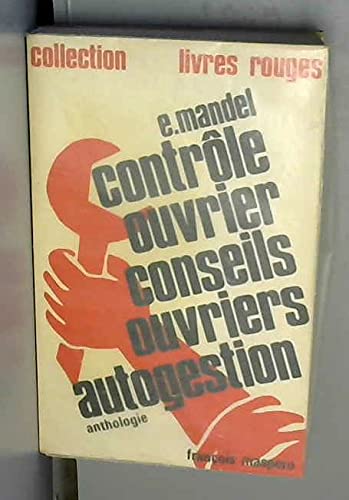 collection livres rouges
e.mandel
contrôle
ouvrier
conseils
ouvriers
autogestion
anthologie
françois maspero